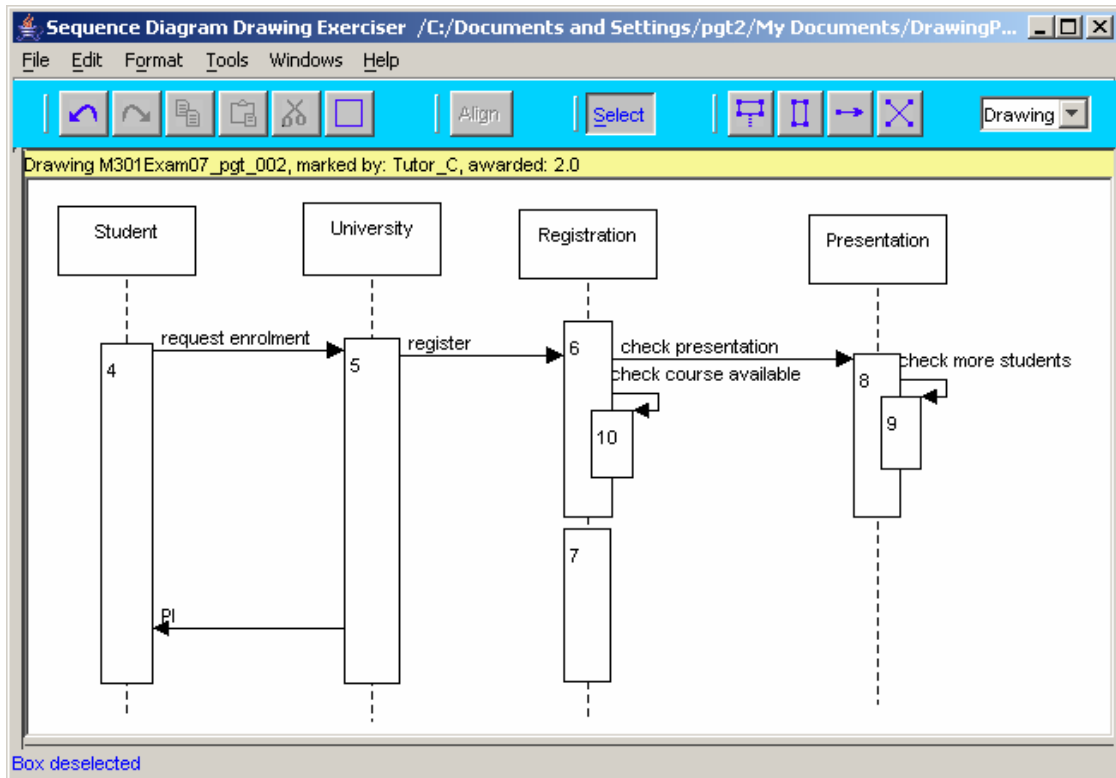 Sequence Diagram Drawing Exerciser /C:/Documents and Settings/pgt2/My Documents/DrawingP...
File Edit Format Tools Windows Help
Align Select Drawing
Drawing M301Exam07_pgt_002, marked by: Tutor_C, awarded: 2.0
Student University Registration Presentation
request enrolment
register
check presentation
check more students
check course available
4
5
6
8
9
10
7
Pl
Box deselected